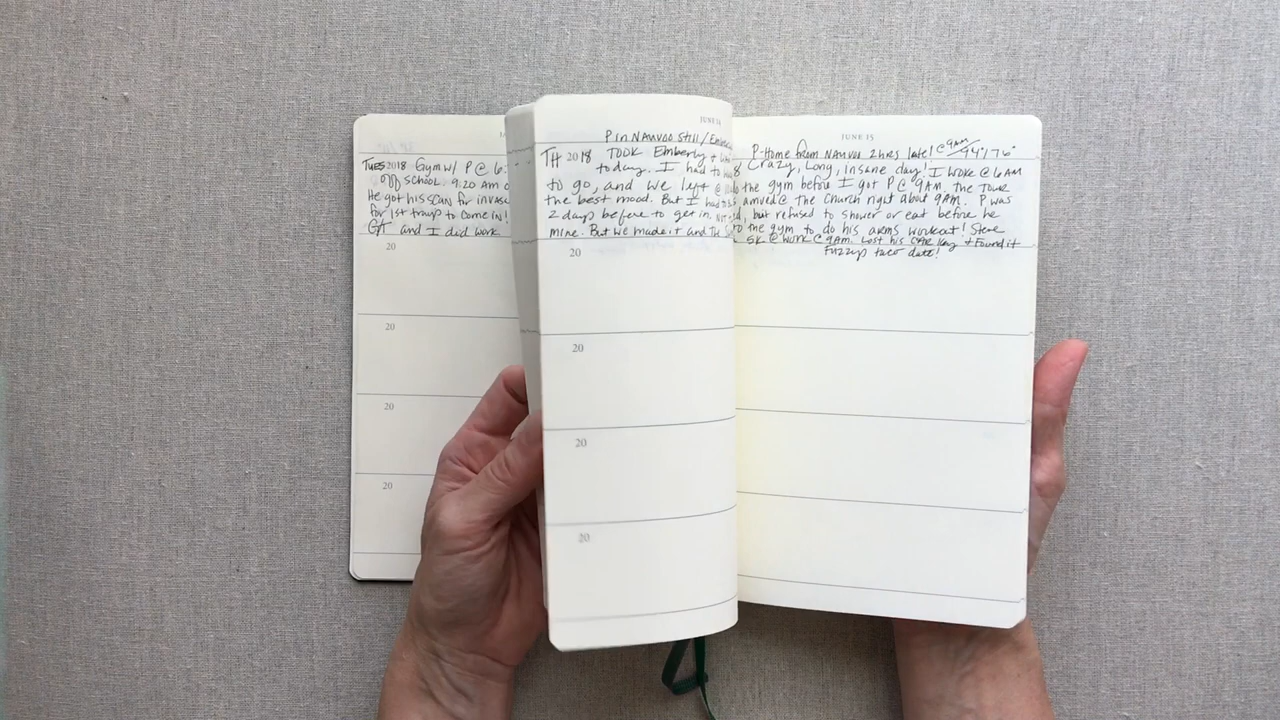 Tues 2018 Gym w/ P @ 6:
off school. 9:20 Am
He got his scan for
for 1st to come in!
and I did work
20
20
20
20
JUNE 14
P in Nauvoo Still /
TH 2018 TOOK Emberly +
today. I had to
to go, and we left @
the best mood. But I had
2 days before to get in.
mine. But we made it and
20
20
20
20
JUNE 15
P-Home from Nauvoo 2 hrs late! @ 9AM 94°/76°
8 Crazy, Long, Insane day! I woke @ 6AM
the gym before I got P @ 9AM. The Tour
arrived @ the Church right about 9AM. P was
but refused to shower or eat before he
to the gym to do his arms workout! Steve
5K @ work @ 9AM. Lost his car key + Found it
Fuzzys taco date!